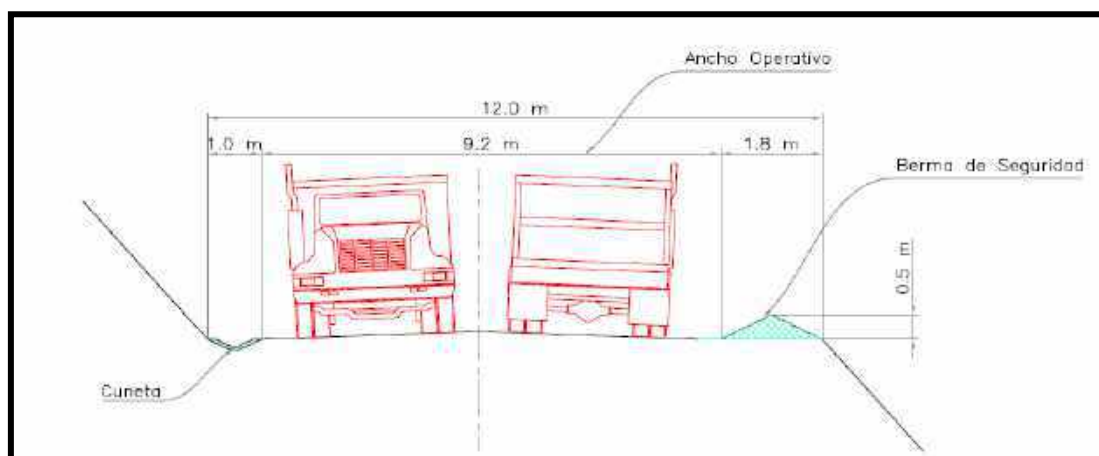 Ancho Operativo
12.0 m
1.0 m
9.2 m
1.8 m
Berma de Seguridad
0.5 m
Cuneta